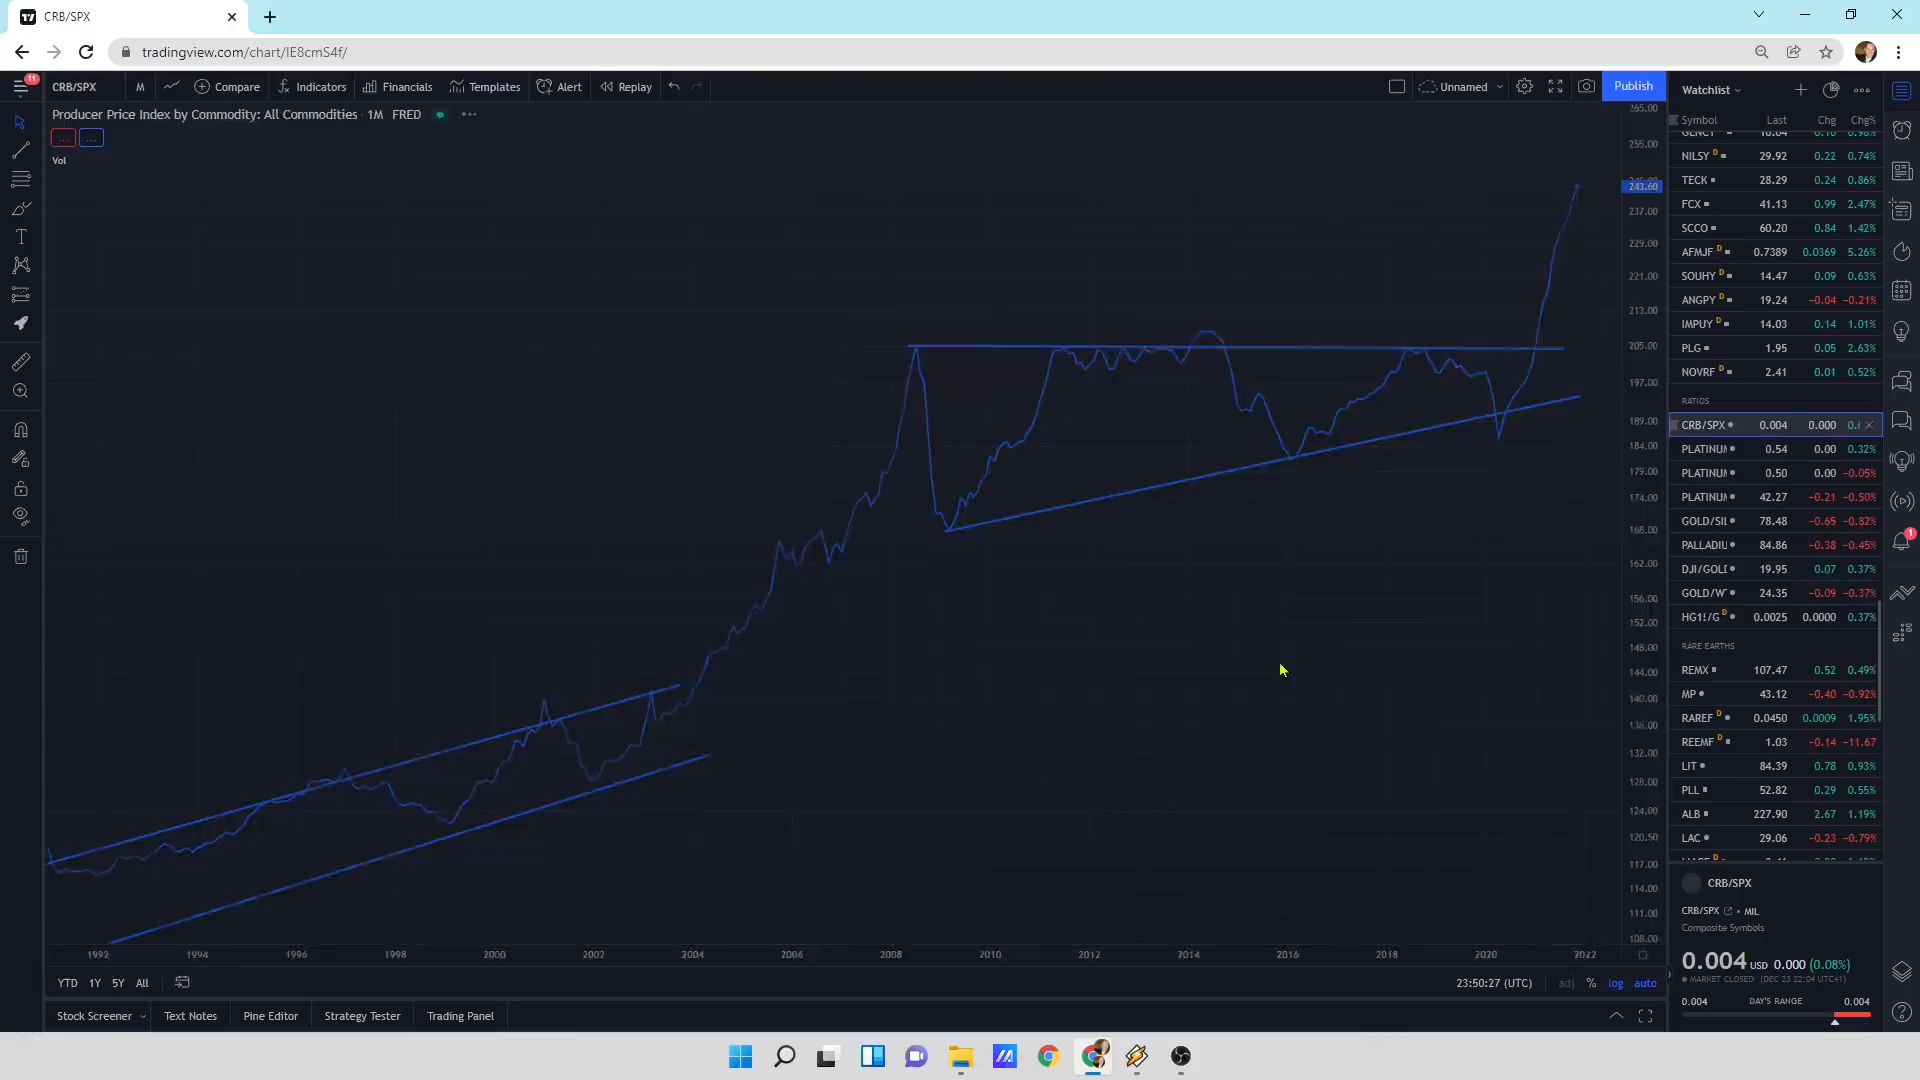 CRB/SPX
tradingview.com/chart/IE8cmS4f/
11
CRB/SPX M Compare Indicators Financials Templates Alert Replay Unnamed Publish
Producer Price Index by Commodity: All Commodities · 1M FRED
Vol
265.00
255.00
243.60
237.00
229.00
221.00
213.00
205.00
197.00
189.00
184.00
179.00
174.00
168.00
162.00
156.00
152.00
148.00
144.00
140.00
136.00
132.00
128.00
124.00
120.50
117.00
114.00
111.00
108.00
1992 1994 1996 1998 2000 2002 2004 2006 2008 2010 2012 2014 2016 2018 2020 2022
YTD 1Y 5Y All 23:50:27 (UTC) adj % log auto
Stock Screener Text Notes Pine Editor Strategy Tester Trading Panel
Watchlist
Symbol Last Chg Chg%
NILSY D 29.92 0.22 0.74%
TECK 28.29 0.24 0.86%
FCX 41.13 0.99 2.47%
SCCO 60.20 0.84 1.42%
AFMJF D 0.7389 0.0369 5.26%
SOUHY D 14.47 0.09 0.63%
ANGPY D 19.24 −0.04 −0.21%
IMPUY D 14.03 0.14 1.01%
PLG 1.95 0.05 2.63%
NOVRF D 2.41 0.01 0.52%
RATIOS
CRB/SPX 0.004 0.000
PLATINUM 0.54 0.00 0.32%
PLATINUM 0.50 0.00 −0.05%
PLATINUM 42.27 −0.21 −0.50%
GOLD/SIL 78.48 −0.65 −0.82%
PALLADIU 84.86 −0.38 −0.45%
DJI/GOLD 19.95 0.07 0.37%
GOLD/W 24.35 −0.09 −0.37%
HG1!/G D 0.0025 0.0000 0.37%
RARE EARTHS
REMX 107.47 0.52 0.49%
MP 43.12 −0.40 −0.92%
RAREF D 0.0450 0.0009 1.95%
REEMF D 1.03 −0.14 −11.67
LIT 84.39 0.78 0.93%
PLL 52.82 0.29 0.55%
ALB 227.90 2.67 1.19%
LAC 29.06 −0.23 −0.79%
CRB/SPX
CRB/SPX • MIL
Composite Symbols
0.004 USD 0.000 (0.08%)
MARKET CLOSED (DEC 23 22:04 UTC+1)
0.004 DAY'S RANGE 0.004
1